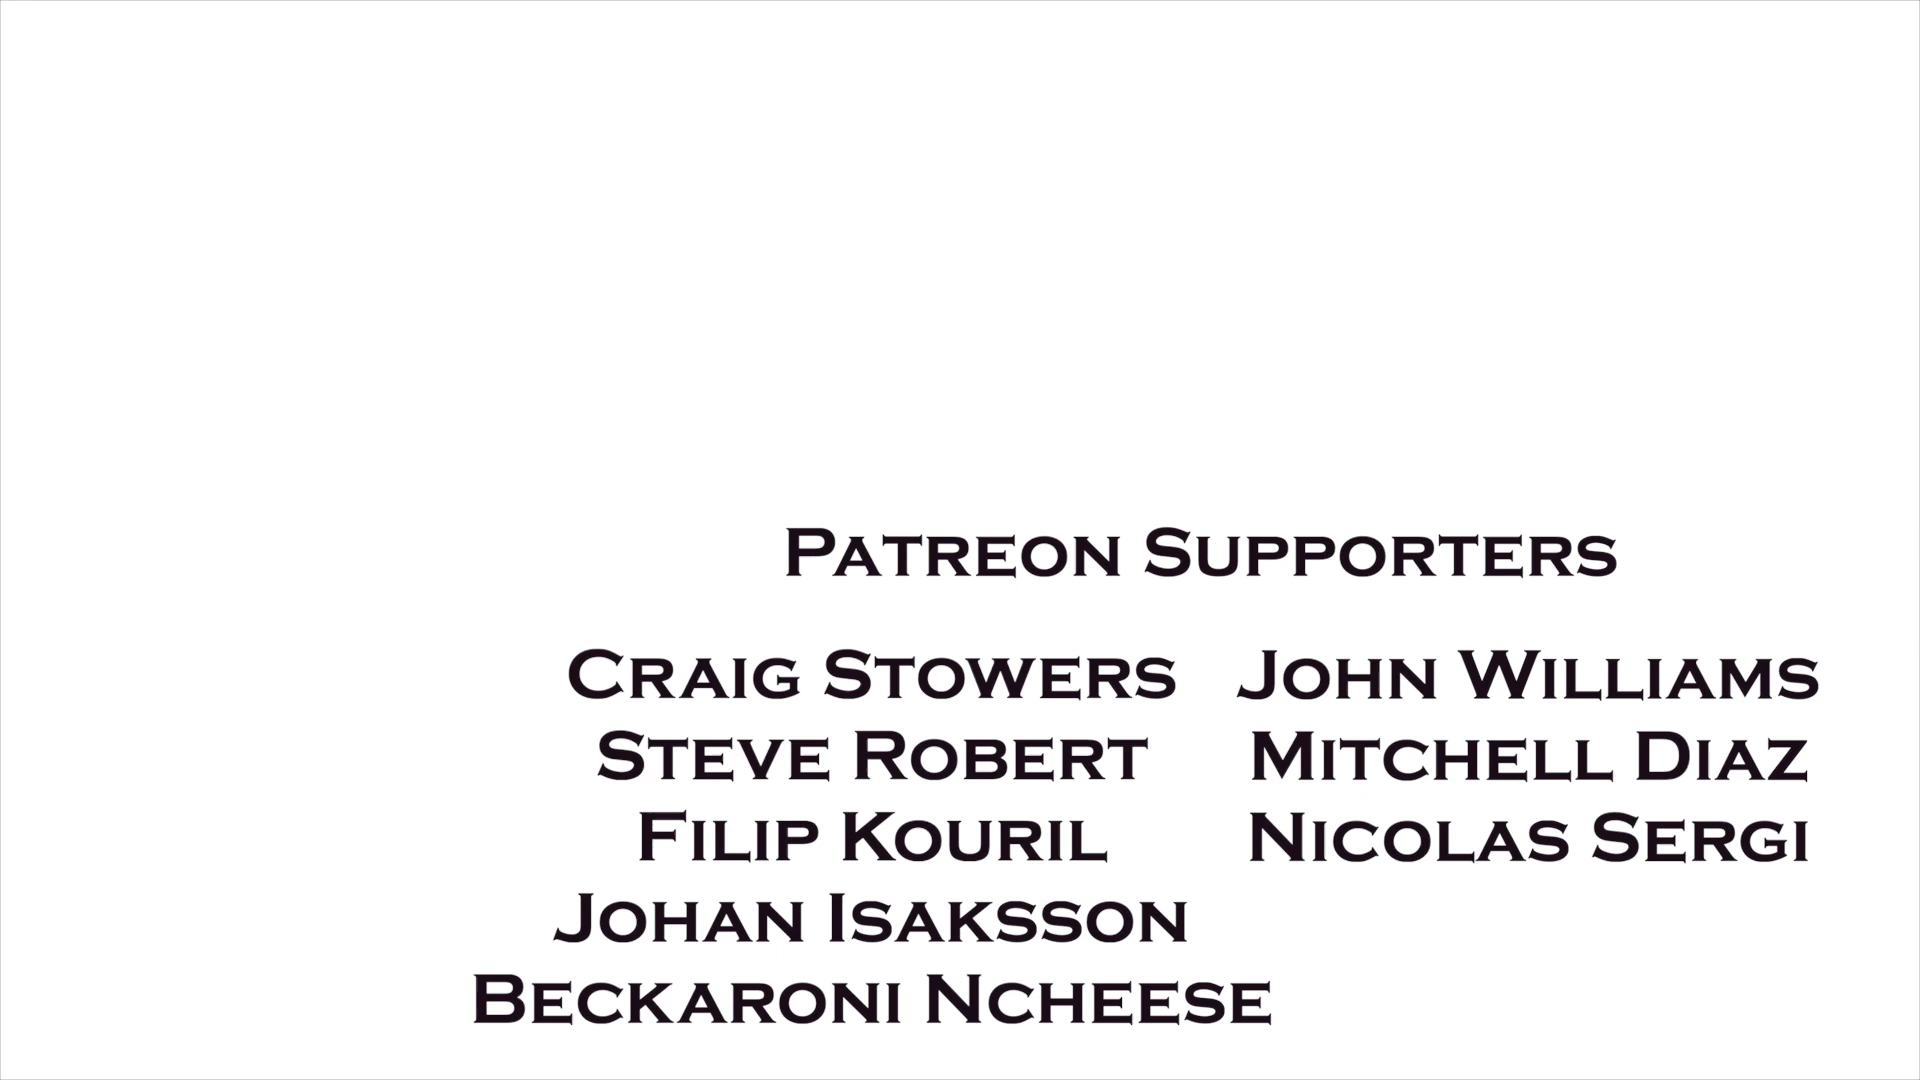 Patreon Supporters
Craig Stowers
Steve Robert
Filip Kouril
Johan Isaksson
Beckaroni Ncheese
John Williams
Mitchell Diaz
Nicolas Sergi